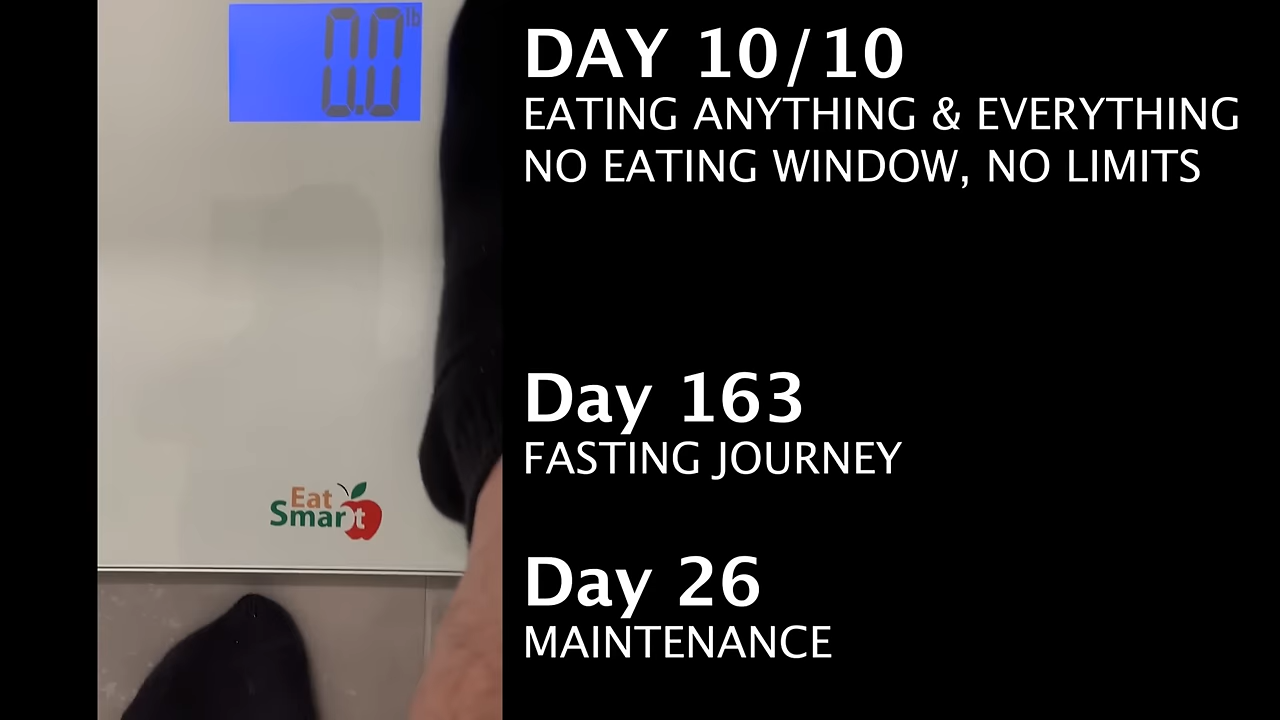 0.0 lb
Eat
Smart
DAY 10/10
EATING ANYTHING & EVERYTHING
NO EATING WINDOW, NO LIMITS
Day 163
FASTING JOURNEY
Day 26
MAINTENANCE